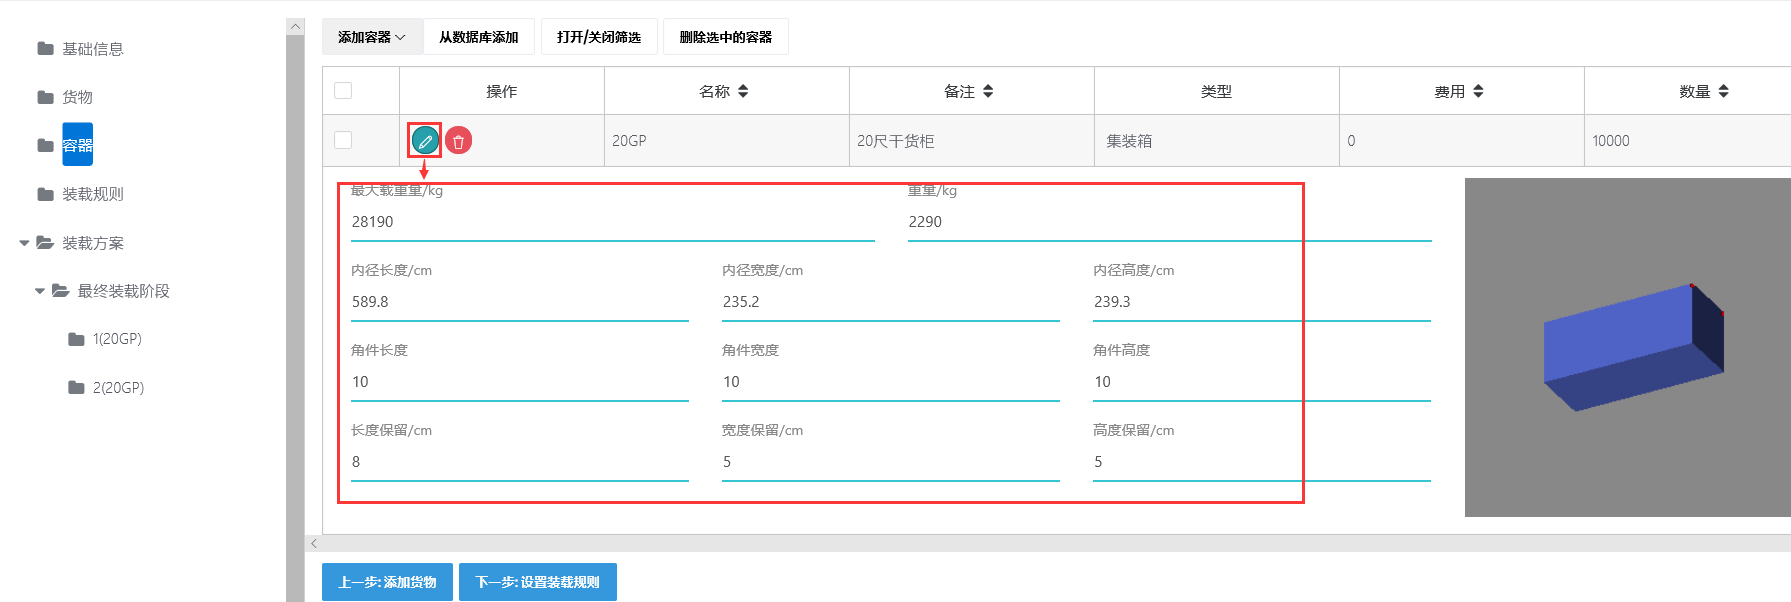 基础信息
货物
容器
装载规则
装载方案
最终装载阶段
1(20GP)
2(20GP)
添加容器 从数据库添加 打开/关闭筛选 删除选中的容器
操作 名称 备注 类型 费用 数量
20GP 20尺干货柜 集装箱 0 10000
最大载重量/kg 重量/kg
28190 2290
内径长度/cm 内径宽度/cm 内径高度/cm
589.8 235.2 239.3
角件长度 角件宽度 角件高度
10 10 10
长度保留/cm 宽度保留/cm 高度保留/cm
8 5 5
上一步: 添加货物 下一步: 设置装载规则